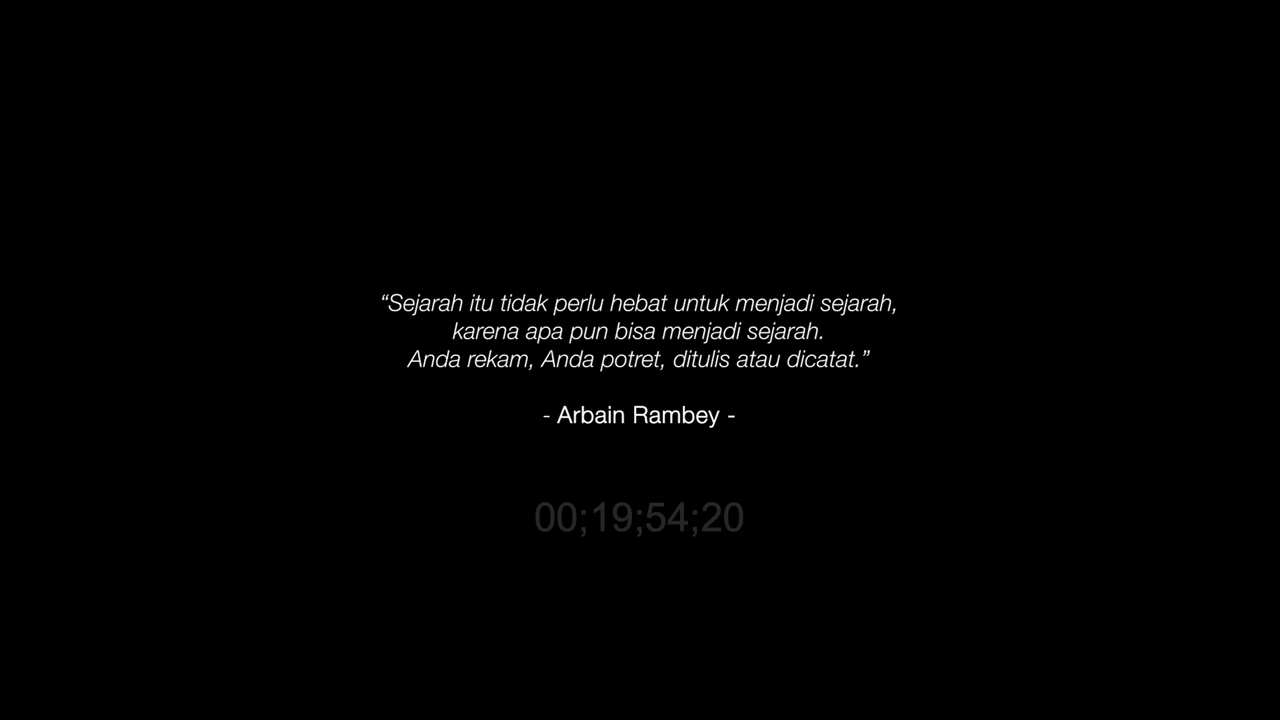 “Sejarah itu tidak perlu hebat untuk menjadi sejarah,
karena apa pun bisa menjadi sejarah.
Anda rekam, Anda potret, ditulis atau dicatat.”
- Arbain Rambey -
00;19;54;20